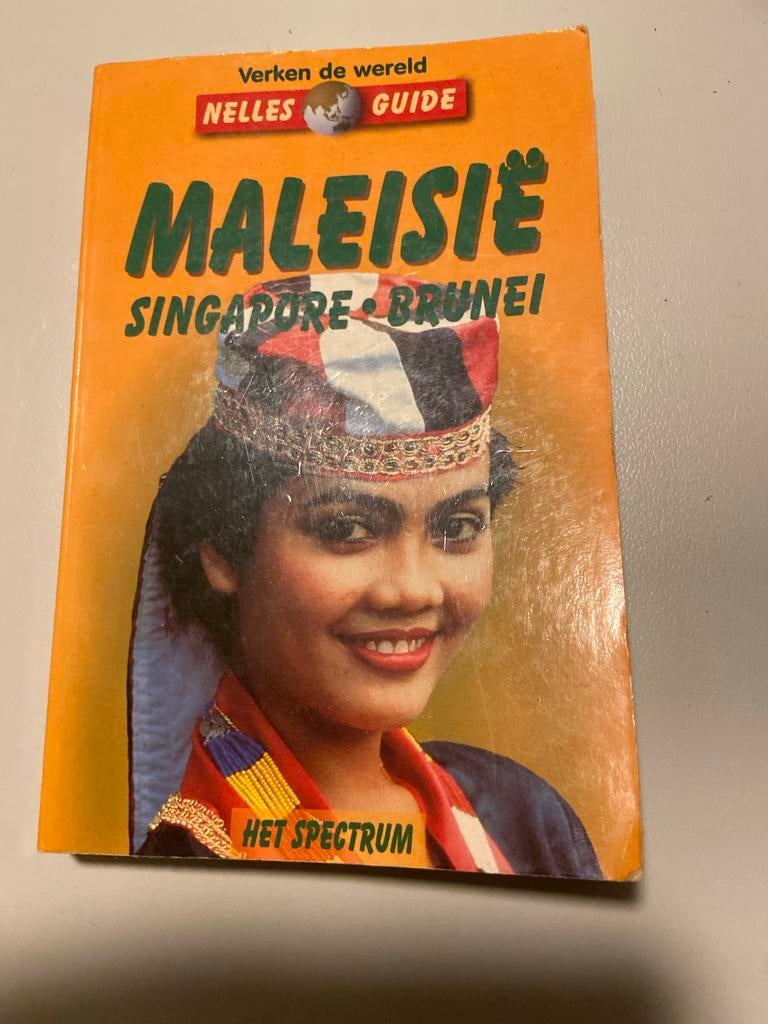 Verken de wereld
NELLES GUIDE
MALEISIË
SINGAPORE • BRUNEI
HET SPECTRUM